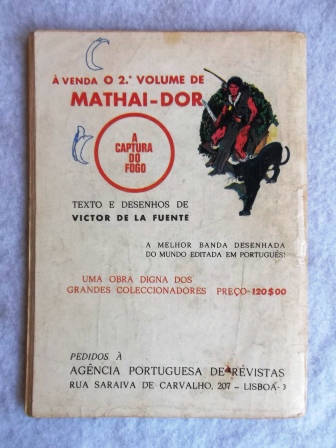 À VENDA O 2.º VOLUME DE
MATHAI-DOR
A
CAPTURA
DO
FOGO
TEXTO E DESENHOS DE
VICTOR DE LA FUENTE
A MELHOR BANDA DESENHADA
DO MUNDO EDITADA EM PORTUGUÊS!
UMA OBRA DIGNA DOS
GRANDES COLECCIONADORES PREÇO-120$00
PEDIDOS À
AGÊNCIA PORTUGUESA DE REVISTAS
RUA SARAIVA DE CARVALHO, 207 — LISBOA-3